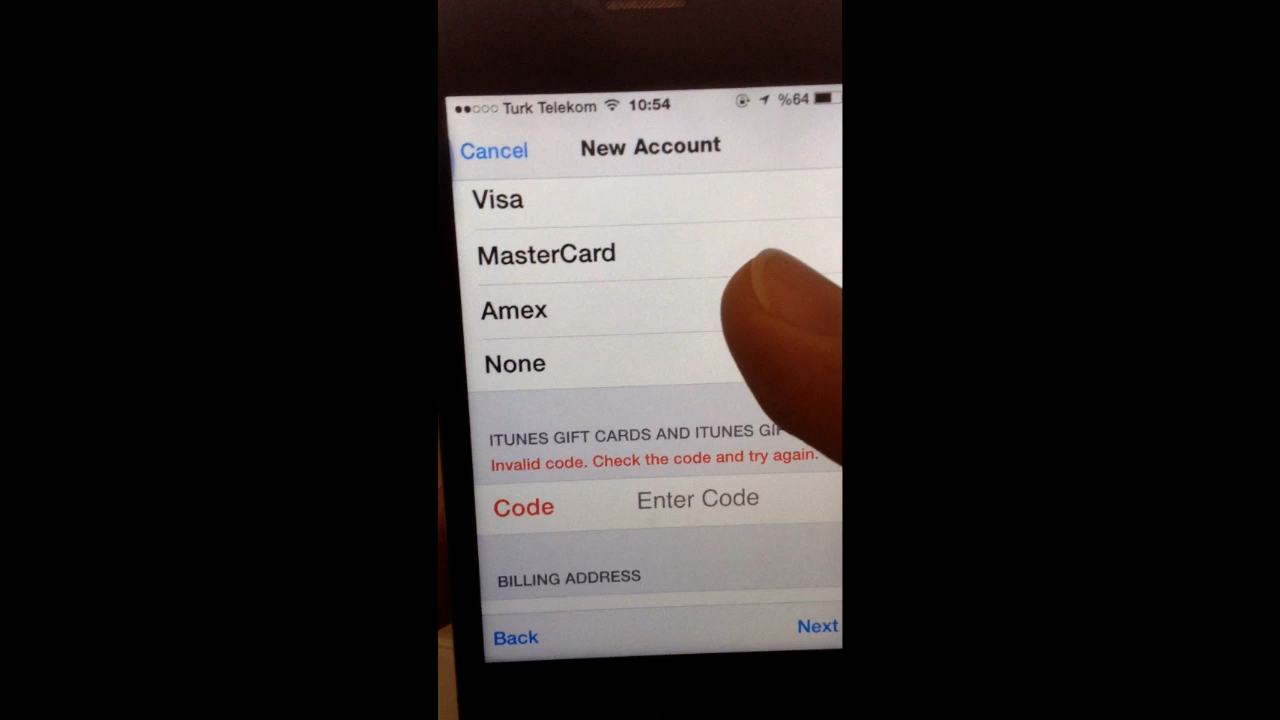 Turk Telekom 10:54 %64
Cancel New Account
Visa
MasterCard
Amex
None
ITUNES GIFT CARDS AND ITUNES
Invalid code. Check the code and try again.
Code Enter Code
BILLING ADDRESS
Back Next